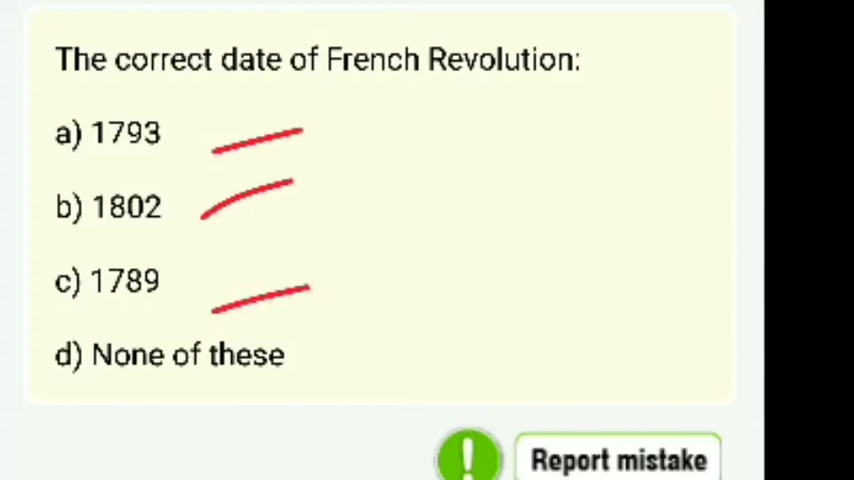 The correct date of French Revolution:
a) 1793
b) 1802
c) 1789
d) None of these
Report mistake